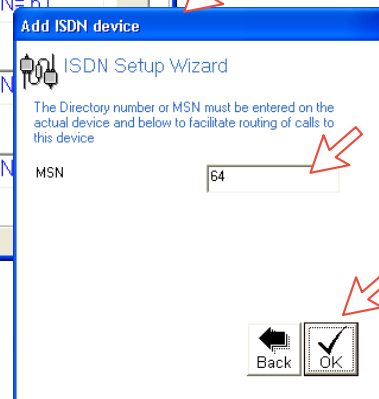 Add ISDN device
ISDN Setup Wizard
The Directory number or MSN must be entered on the
actual device and below to facilitate routing of calls to
this device
MSN
64
Back
OK